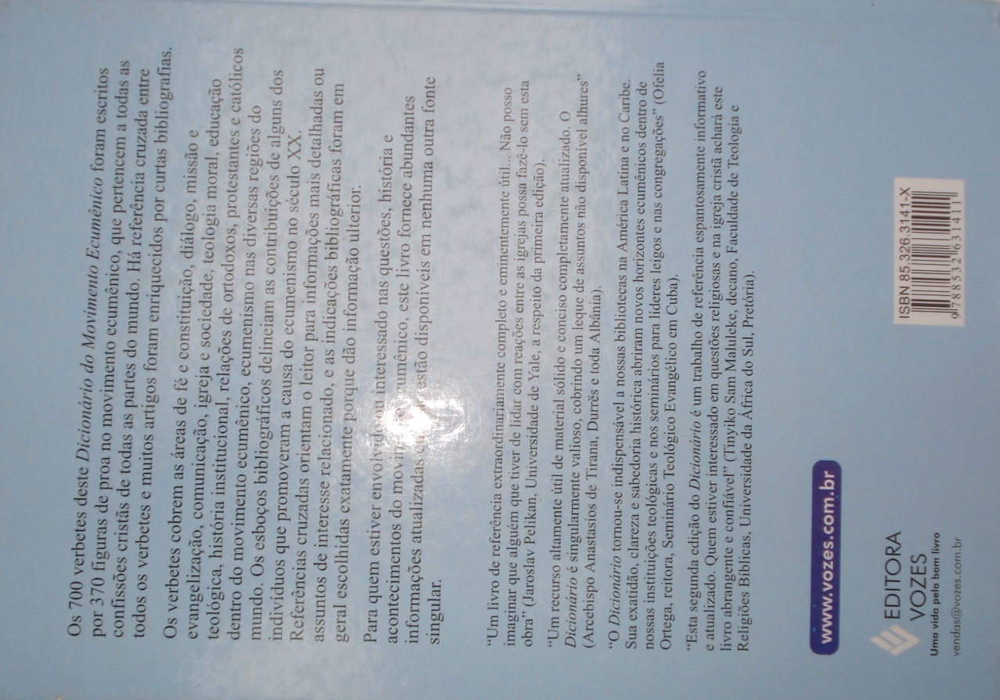 Os 700 verbetes deste Dicionário do Movimento Ecumênico foram escritos
por 370 figuras de proa no movimento ecumênico, que pertencem a todas as
confissões cristãs de todas as partes do mundo. Há referência cruzada entre
todos os verbetes e muitos artigos foram enriquecidos por curtas bibliografias.
Os verbetes cobrem as áreas de fé e constituição, diálogo, missão e
evangelização, comunicação, igreja e sociedade, teologia moral, educação
teológica, história institucional, relações de ortodoxos, protestantes e católicos
dentro do movimento ecumênico, ecumenismo nas diversas regiões do
mundo. Os esboços bibliográficos delineiam as contribuições de alguns dos
indivíduos que promoveram a causa do ecumenismo no século XX.
Referências cruzadas orientam o leitor para informações mais detalhadas ou
assuntos de interesse relacionado, e as indicações bibliográficas foram em
geral escolhidas exatamente porque dão informação ulterior.
Para quem estiver interessado nas questões, história e
acontecimentos do este livro fornece abundantes
informações atualizadas estão disponíveis em nenhuma outra fonte
singular.
“Um livro de referência extraordinariamente completo e eminentemente útil... Não posso
imaginar que alguém que tiver de lidar com reações entre as igrejas possa fazê-lo sem esta
obra” (Jaroslav Pelikan, Universidade de Yale, a respeito da primeira edição).
“Um recurso altamente útil de material sólido e conciso completamente atualizado. O
Dicionário é singularmente valioso, cobrindo um leque de assuntos não disponível alhures”
(Arcebispo Anastasios de Tirana, Durrës e toda Albânia).
“O Dicionário tornou-se indispensável a nossas bibliotecas na América Latina e no Caribe.
Sua exatidão, clareza e sabedoria histórica abriram novos horizontes ecumênicos dentro de
nossas instituições teológicas e nos seminários para líderes leigos e nas congregações” (Ofelia
Ortega, reitora, Seminário Teológico Evangélico em Cuba).
“Esta segunda edição do Dicionário é um trabalho de referência espantosamente informativo
e atualizado. Quem estiver interessado em questões religiosas e na igreja cristã achará este
livro abrangente e confiável” (Tinyiko Sam Maluleke, decano, Faculdade de Teologia e
Religiões Bíblicas, Universidade da África do Sul, Pretória).
www.vozes.com.br
EDITORA
VOZES
Uma vida pelo bom livro
vendas@vozes.com.br
ISBN 85.326.3141-X
9 788532 631411